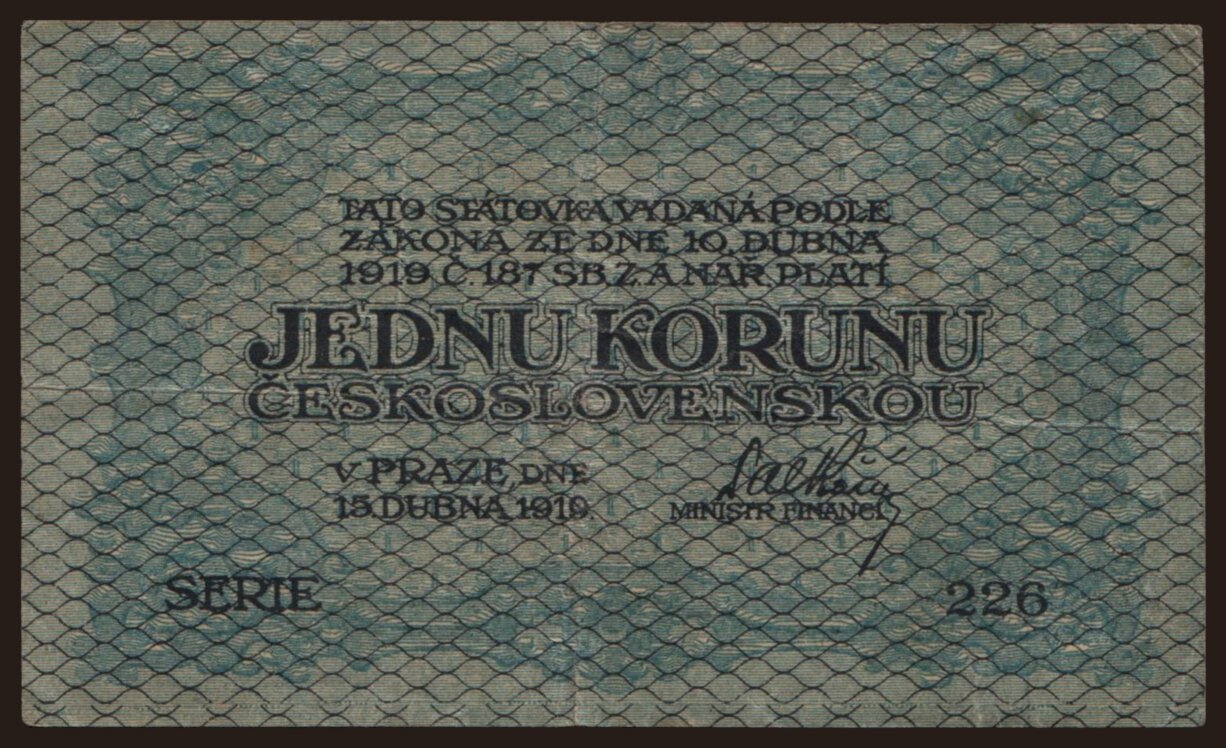 TATO STÁTOVKA VYDANÁ PODLE
ZÁKONA ZE DNE 10. DUBNA
1919 Č. 187 SB. Z. A NAŘ. PLATÍ
JEDNU KORUNU
ČESKOSLOVENSKOU
V PRAZE, DNE
15. DUBNA 1919.
MINISTR FINANCÍ
SERIE 226